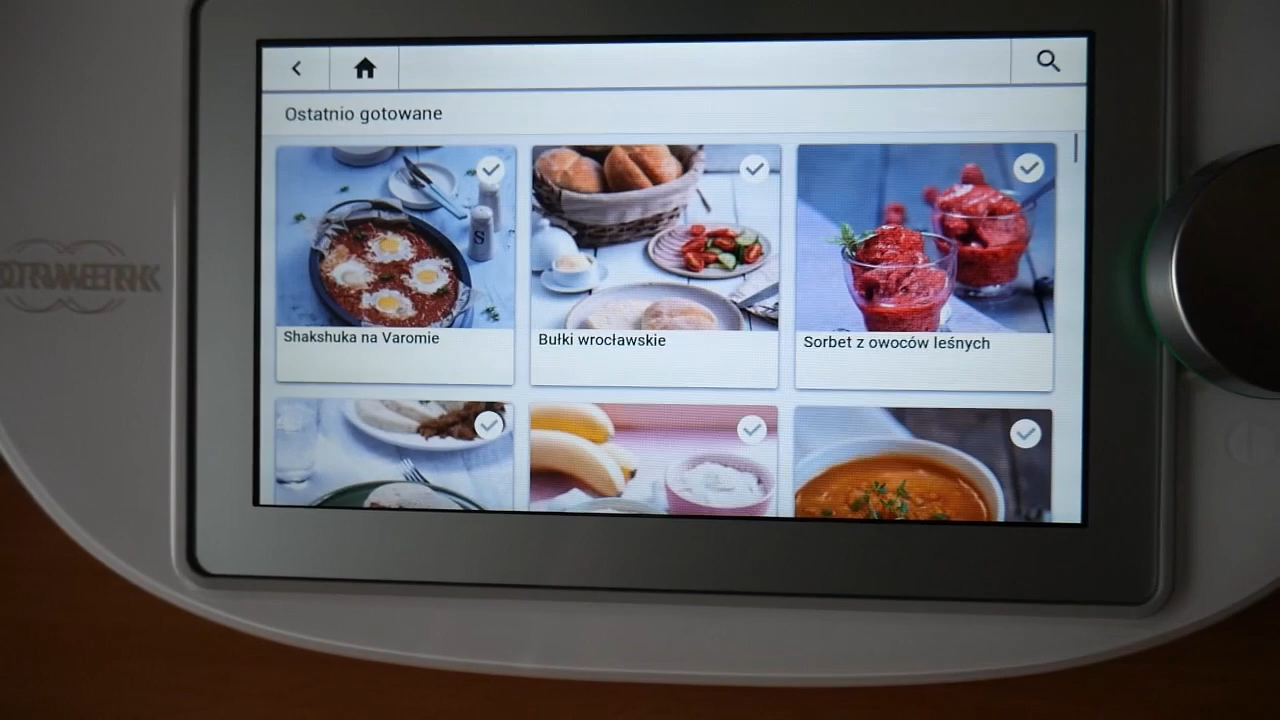 Ostatnio gotowane
Shakshuka na Varomie
Bułki wrocławskie
Sorbet z owoców leśnych
S